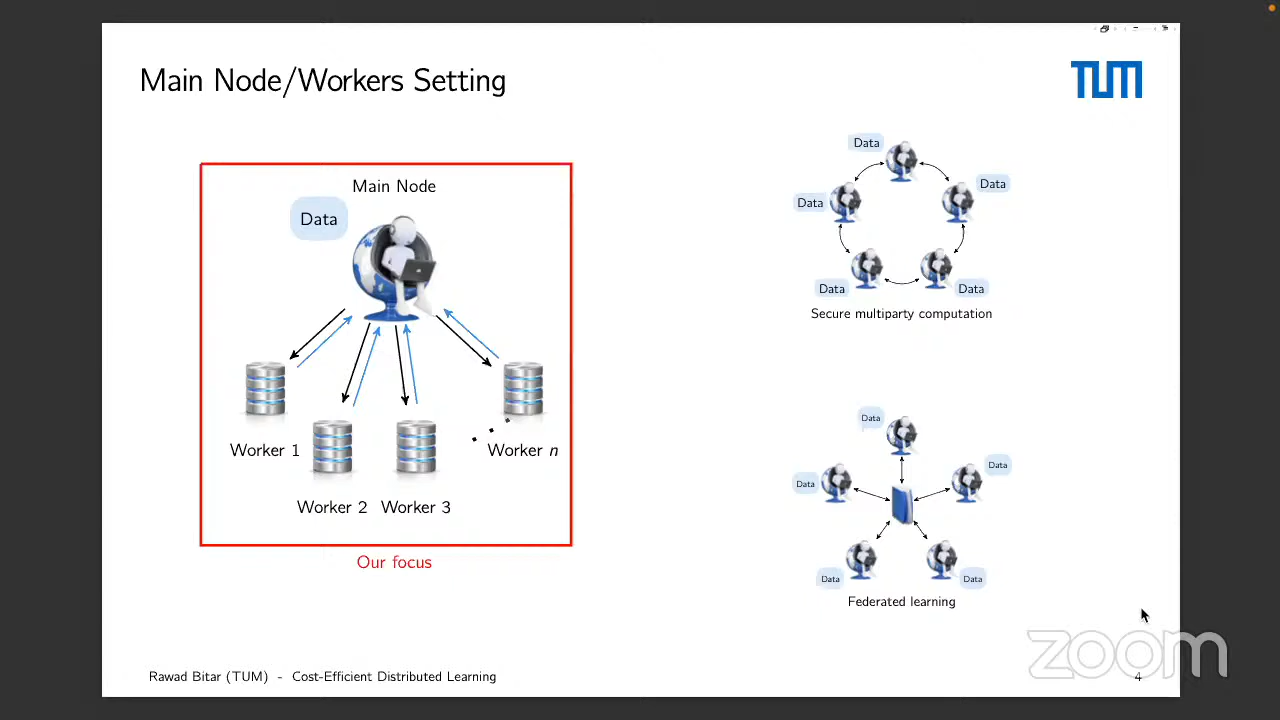 Main Node/Workers Setting
TUM
Main Node
Data
Worker 1
Worker 2
Worker 3
Worker n
Our focus
Data
Data
Data
Data
Data
Secure multiparty computation
Data
Data
Data
Data
Data
Federated learning
Rawad Bitar (TUM) - Cost-Efficient Distributed Learning
4
zoom